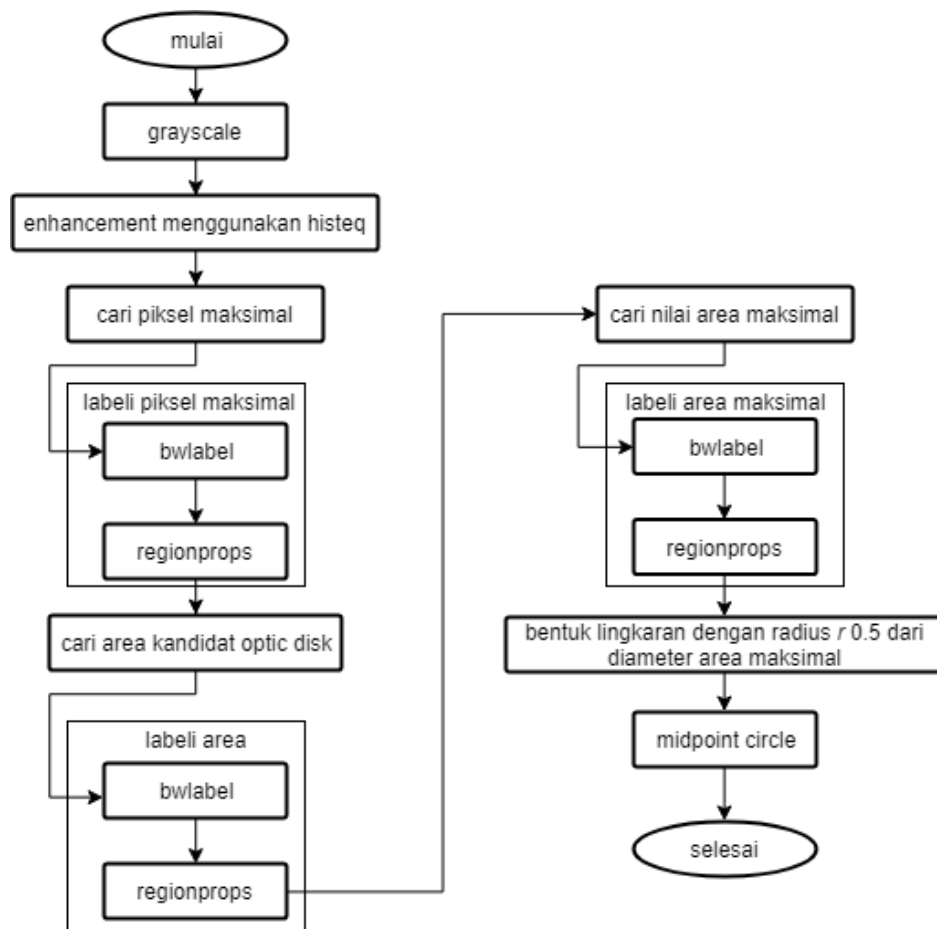 mulai
grayscale
enhancement menggunakan histeq
cari piksel maksimal
labeli piksel maksimal
bwlabel
regionprops
cari area kandidat optic disk
labeli area
bwlabel
regionprops
cari nilai area maksimal
labeli area maksimal
bwlabel
regionprops
bentuk lingkaran dengan radius r 0.5 dari
diameter area maksimal
midpoint circle
selesai